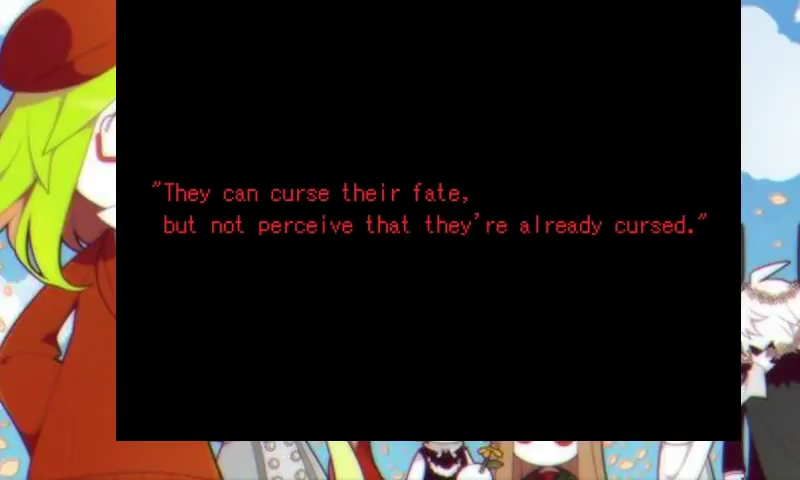 "They can curse their fate,
but not perceive that they're already cursed."